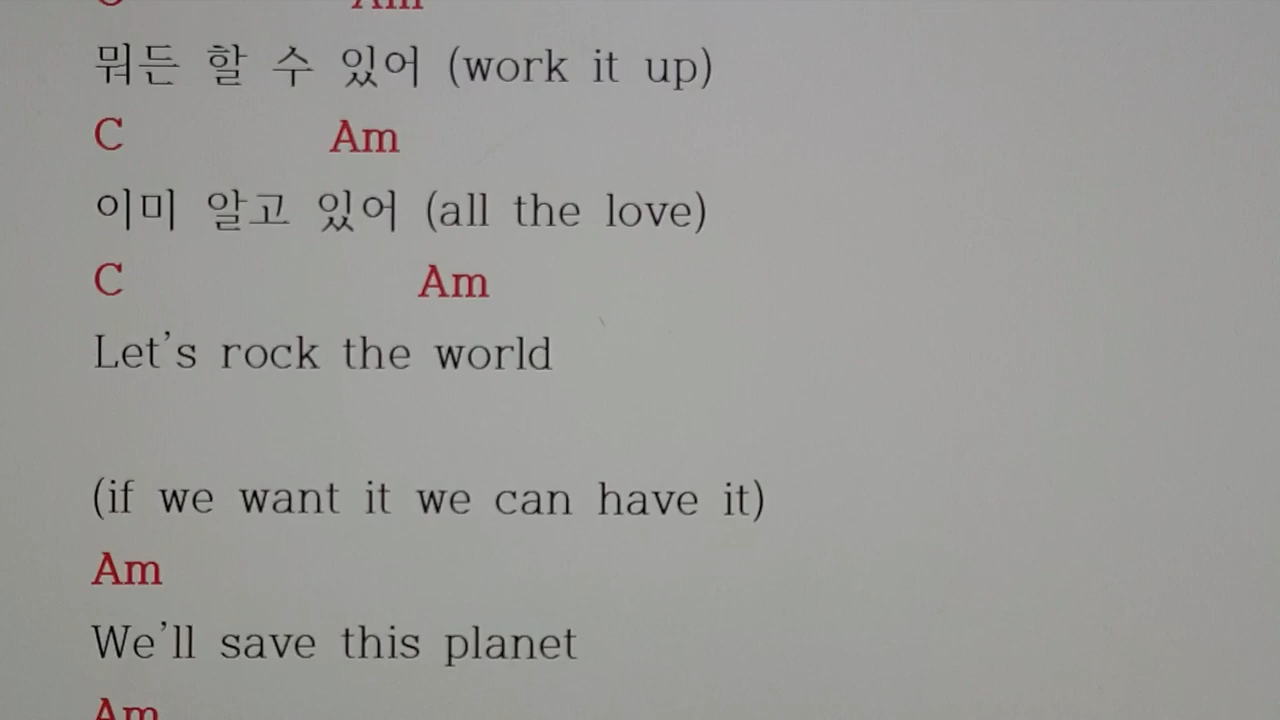 C Am
뭐든 할 수 있어 (work it up)
C Am
이미 알고 있어 (all the love)
C Am
Let's rock the world
(if we want it we can have it)
Am
We'll save this planet
Am